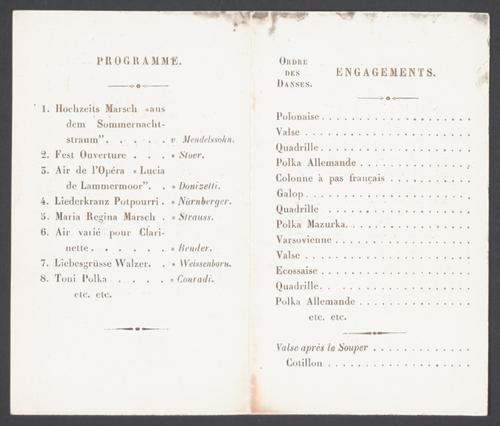 PROGRAMME.
1. Hochzeits Marsch «aus
dem Sommernacht-
straum". . . . . v Mendelssohn.
2. Fest Ouverture . . . » Stoer.
3. Air de l'Opéra «Lucia
de Lammermoor". . . » Donizetti.
4. Liederkranz Potpourri . » Nürnberger.
5. Maria Regina Marsch . » Strauss.
6. Air varié pour Clari-
nette . . . . . . » Bender.
7. Liebesgrüsse Walzer. . » Weissenborn.
8. Toni Polka . . . . » Conradi.
etc. etc.
ORDRE
DES
DANSES.
ENGAGEMENTS.
Polonaise . . . . . . . . . . . . . . . . .
Valse . . . . . . . . . . . . . . . . . . .
Quadrille . . . . . . . . . . . . . . . . .
Polka Allemande . . . . . . . . . . . . .
Colonne à pas français . . . . . . . . . .
Galop . . . . . . . . . . . . . . . . . . .
Quadrille . . . . . . . . . . . . . . . . .
Polka Mazurka. . . . . . . . . . . . . . .
Varsovienne . . . . . . . . . . . . . . . .
Valse . . . . . . . . . . . . . . . . . . .
Ecossaise . . . . . . . . . . . . . . . . .
Quadrille . . . . . . . . . . . . . . . . .
Polka Allemande . . . . . . . . . . . . .
etc. etc.
Valse après le Souper . . . . . . . . . . .
Cotillon . . . . . . . . . . . . . . . .